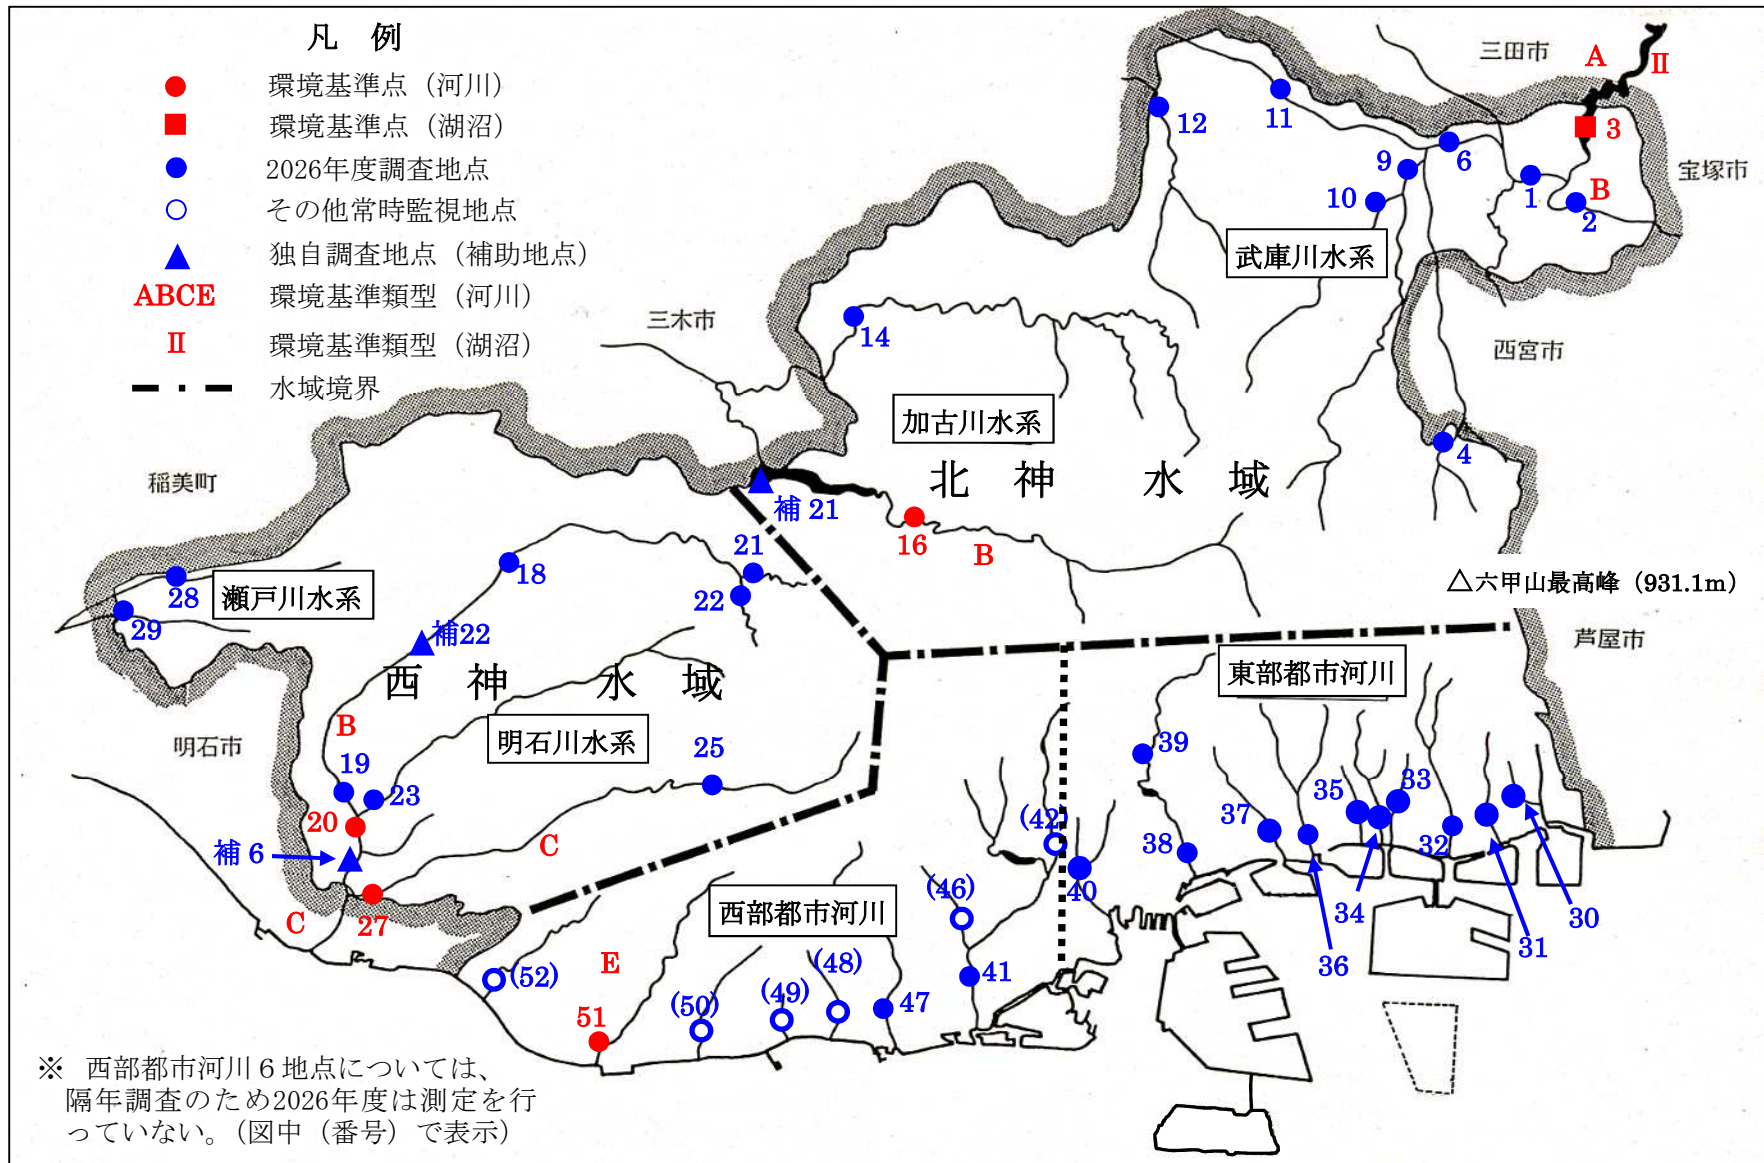 凡 例
環境基準点（河川）
環境基準点（湖沼）
2026年度調査地点
その他常時監視地点
独自調査地点（補助地点）
ABCE 環境基準類型（河川）
Ⅱ 環境基準類型（湖沼）
水域境界
三田市
A
Ⅱ
3
宝塚市
12
11
6
9
10
1
B
2
武庫川水系
三木市
14
西宮市
加古川水系
4
北神 水域
稲美町
補 21
16
B
21
18
22
28
瀬戸川水系
29
△六甲山最高峰（931.1m）
補22
芦屋市
西神 水域
東部都市河川
B
明石市
明石川水系
25
39
19
23
20
35
33
37
(42)
32
38
補 6
C
40
27
C
西部都市河川
(46)
34
36
31
30
(52)
E
(48)
(49)
(50)
41
47
51
※ 西部都市河川６地点については、
隔年調査のため2026年度は測定を行
っていない。（図中（番号）で表示）